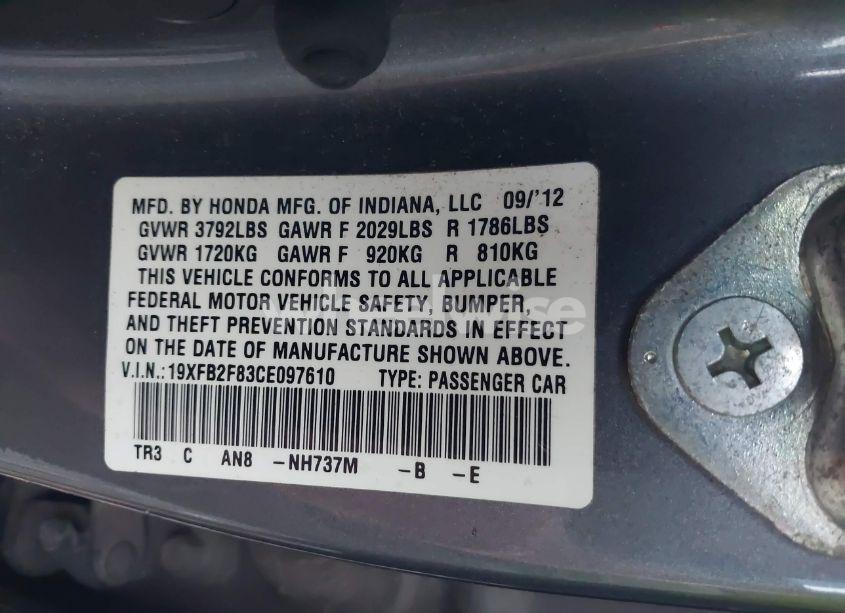 MFD. BY HONDA MFG. OF INDIANA, LLC 09/'12
GVWR 3792LBS GAWR F 2029LBS R 1786LBS
GVWR 1720KG GAWR F 920KG R 810KG
THIS VEHICLE CONFORMS TO ALL APPLICABLE
FEDERAL MOTOR VEHICLE SAFETY, BUMPER,
AND THEFT PREVENTION STANDARDS IN EFFECT
ON THE DATE OF MANUFACTURE SHOWN ABOVE.
V.I.N.:19XFB2F83CE097610 TYPE: PASSENGER CAR
TR3 C AN8 -NH737M -B -E